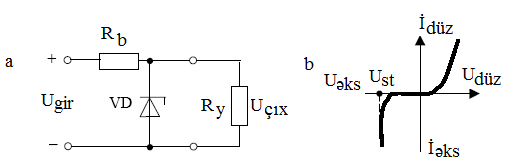 a
R b
+
−
U gir
VD
R y
U çıx
b
İ düz
U əks
U st
U düz
İ əks